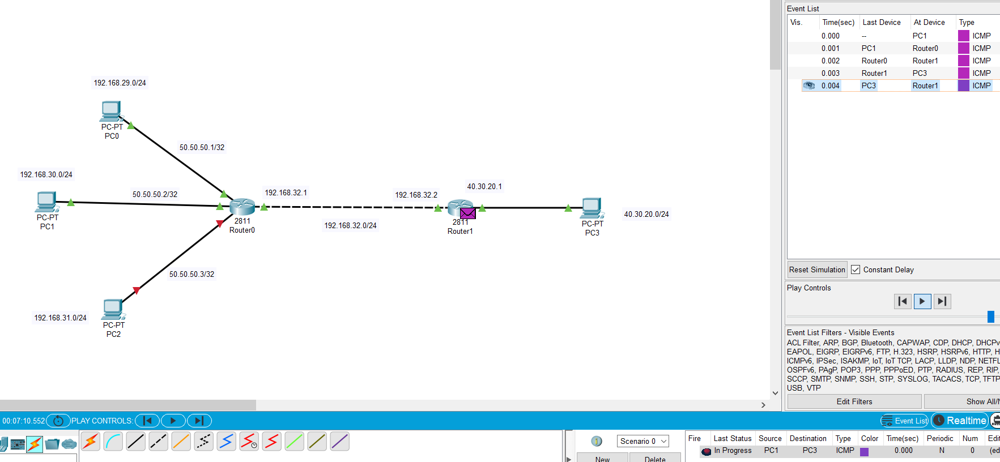 192.168.29.0/24
PC-PT
PC0
50.50.50.1/32
192.168.30.0/24
50.50.50.2/32
PC-PT
PC1
192.168.32.1
2811
Router0
192.168.32.0/24
192.168.32.2
40.30.20.1
2811
Router1
PC-PT
PC3
40.30.20.0/24
50.50.50.3/32
192.168.31.0/24
PC-PT
PC2
Event List
Vis. Time(sec) Last Device At Device Type
0.000 -- PC1 ICMP
0.001 PC1 Router0 ICMP
0.002 Router0 Router1 ICMP
0.003 Router1 PC3 ICMP
0.004 PC3 Router1 ICMP
Reset Simulation Constant Delay
Play Controls
Event List Filters - Visible Events
ACL Filter, ARP, BGP, Bluetooth, CAPWAP, CDP, DHCP, DHCPv
EAPOL, EIGRP, EIGRPv6, FTP, H.323, HSRP, HSRPv6, HTTP, H
ICMPv6, IPSec, ISAKMP, IoT, IoT TCP, LACP, LLDP, NDP, NETFL
OSPFv6, PAgP, POP3, PPP, PPPoED, PTP, RADIUS, REP, RIP,
SCCP, SMTP, SNMP, SSH, STP, SYSLOG, TACACS, TCP, TFTP
USB, VTP
Edit Filters Show All/N
00:07:10.552 PLAY CONTROLS: Event List Realtime
Scenario 0
New Delete
Fire Last Status Source Destination Type Color Time(sec) Periodic Num Edi
In Progress PC1 PC3 ICMP 0.000 N 0 (ed